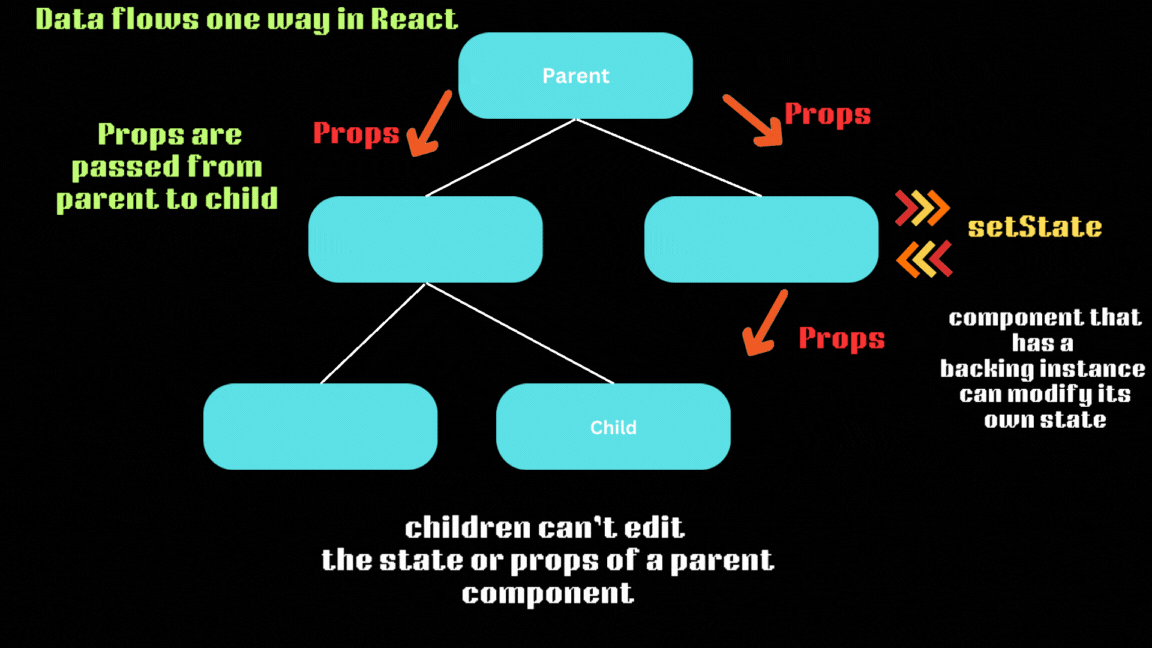 Data flows one way in React
Parent
Props
Props
Props are
passed from
parent to child
setState
component that
has a
backing instance
can modify its
own state
Props
Child
children can't edit
the state or props of a parent
component